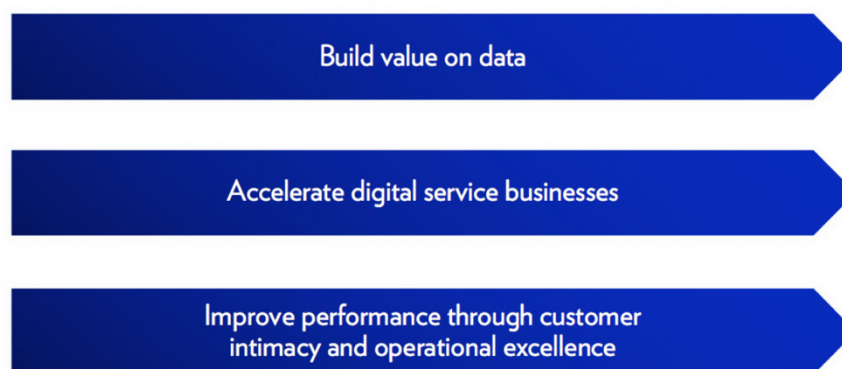 Build value on data
Accelerate digital service businesses
Improve performance through customer
intimacy and operational excellence